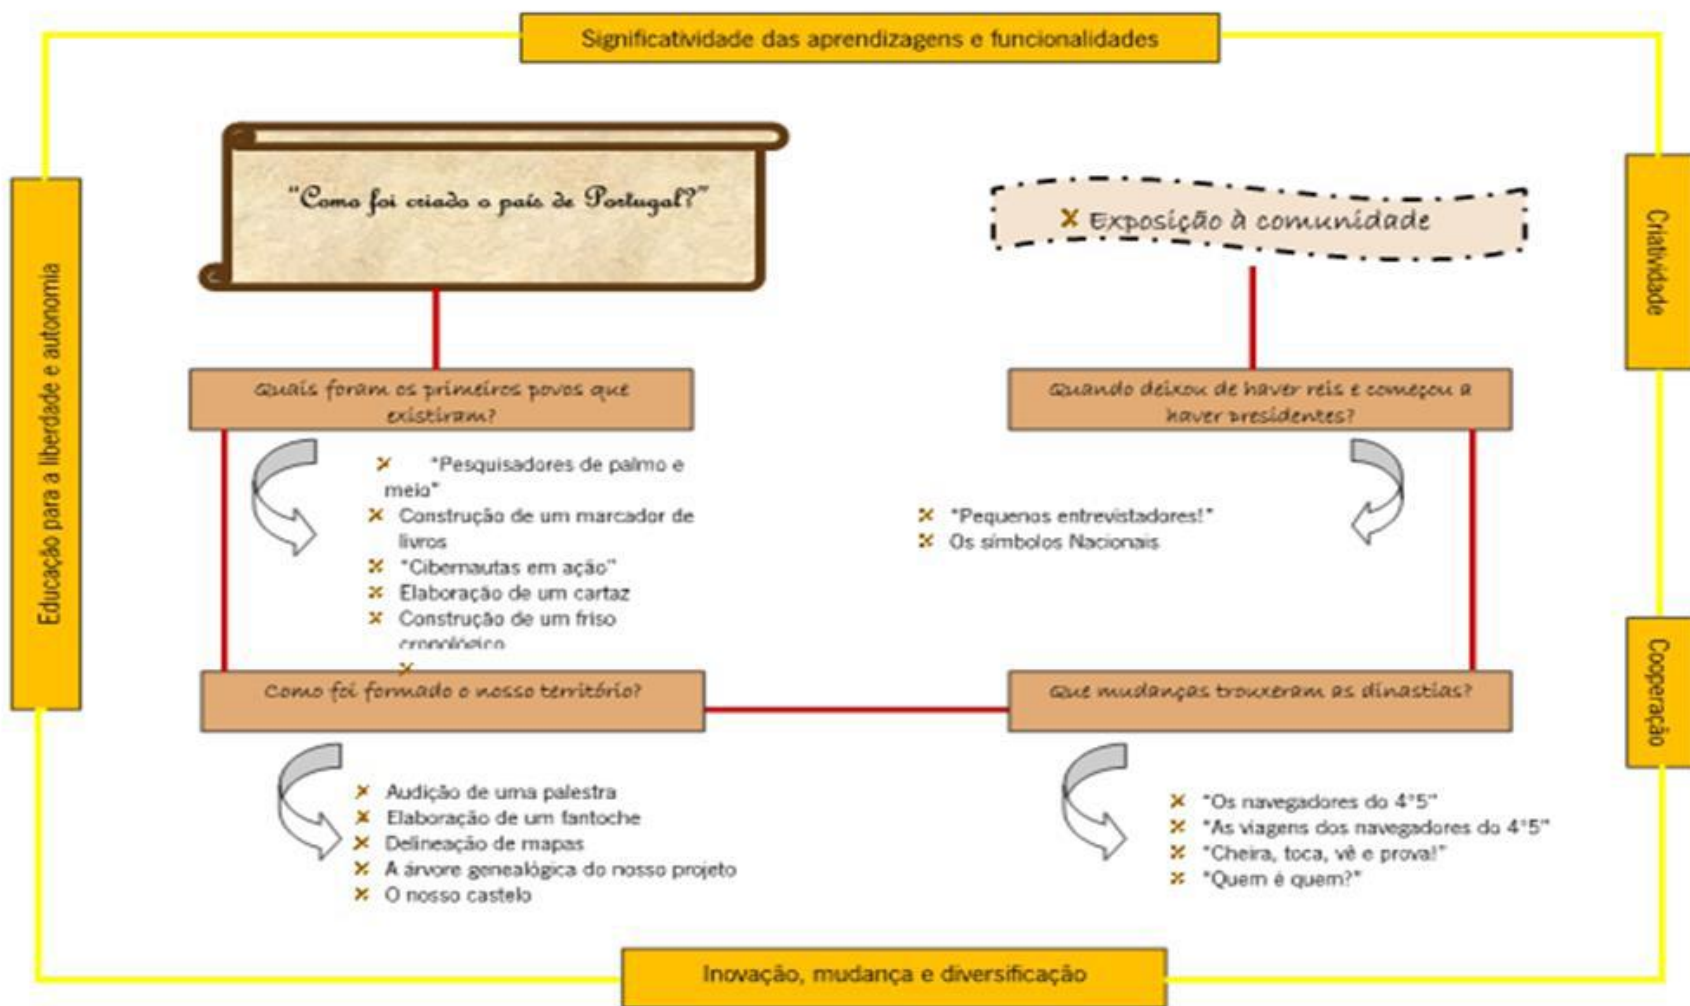 Significatividade das aprendizagens e funcionalidades
Educação para a liberdade e autonomia
"Como foi criado o país de Portugal?"
Quais foram os primeiros povos que
existiram?
"Pesquisadores de palmo e
meio"
Construção de um marcador de
livros
"Cibernautas em ação"
Elaboração de um cartaz
Construção de um friso
cronológico
Como foi formado o nosso território?
Audição de uma palestra
Elaboração de um fantoche
Delineação de mapas
A árvore genealógica do nosso projeto
O nosso castelo
Exposição à comunidade
Quando deixou de haver reis e começou a
haver presidentes?
"Pequenos entrevistadores!"
Os símbolos Nacionais
Que mudanças trouxeram as dinastias?
"Os navegadores do 4°5"
"As viagens dos navegadores do 4°5"
"Cheira, toca, vê e prova!"
"Quem é quem?"
Criatividade
Cooperação
Inovação, mudança e diversificação